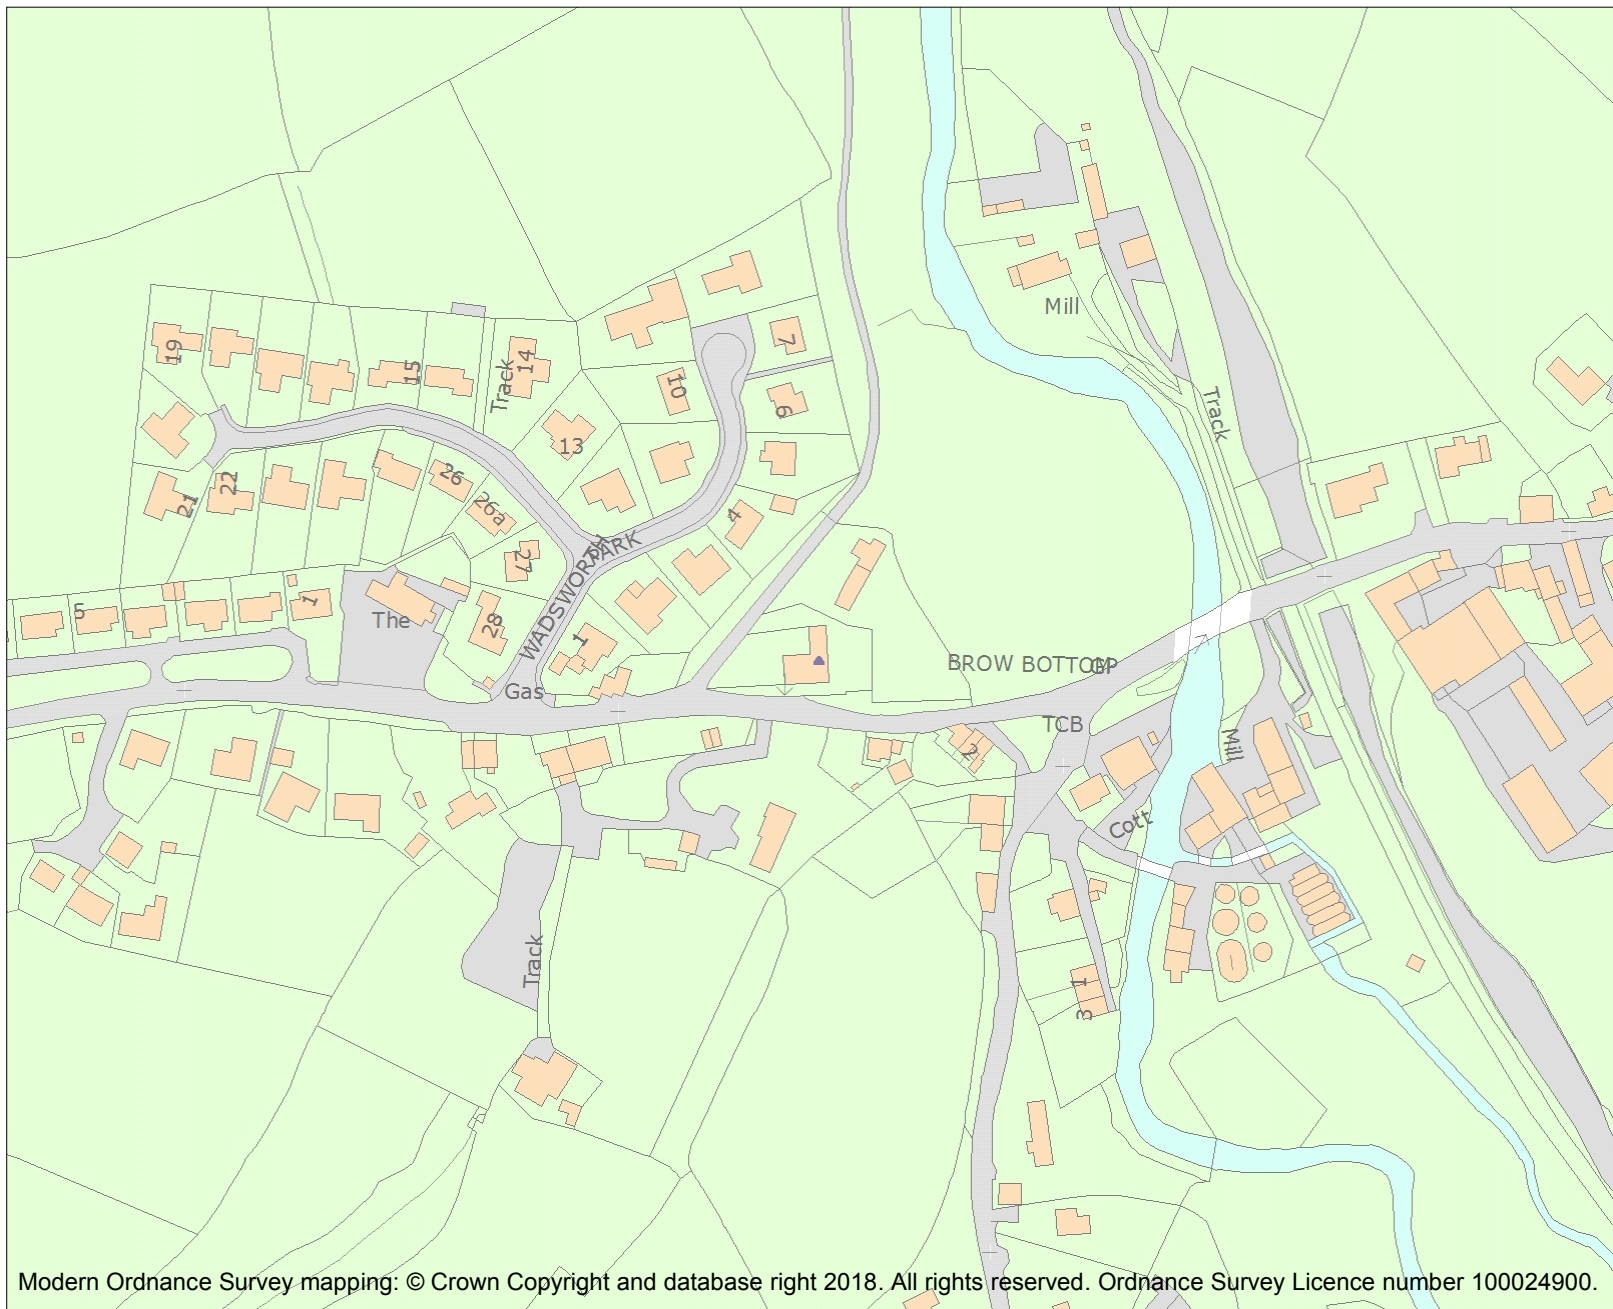 Mill
19
15
14
Track
7
10
6
Track
13
21
22
26
26a
4
27
WADSWORTH PARK
5
1
The
28
1
Gas
BROW BOTTOM
GP
TCB
2
Mill
Cott
Track
1
3
Modern Ordnance Survey mapping: © Crown Copyright and database right 2018. All rights reserved. Ordnance Survey Licence number 100024900.